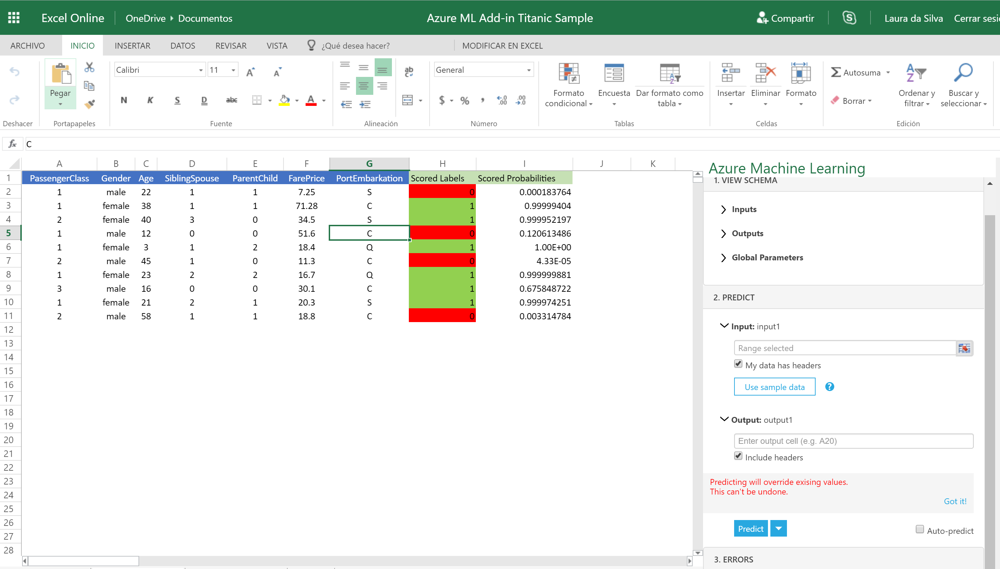 Excel Online OneDrive Documentos Azure ML Add-in Titanic Sample Compartir Laura da Silva Cerrar sesi
ARCHIVO INICIO INSERTAR DATOS REVISAR VISTA ¿Qué desea hacer? MODIFICAR EN EXCEL
Calibri 11 A A ab c General Autosuma
Pegar N K S D abc A $ % , .0 .00 .00 .0 Formato condicional Encuesta Dar formato como tabla Insertar Eliminar Formato Borrar Ordenar y filtrar Buscar y seleccionar
Deshacer Portapapeles Fuente Alineación Número Tablas Celdas Edición
fx C
A B C D E F G H I J K
1 PassengerClass Gender Age SiblingSpouse ParentChild FarePrice PortEmbarkation Scored Labels Scored Probabilities
2 1 male 22 1 1 7.25 S 0 0.000183764
3 1 female 38 1 1 71.28 C 1 0.99999404
4 2 female 40 3 0 34.5 S 1 0.999952197
5 1 male 12 0 0 51.6 C 0 0.120613486
6 1 female 3 1 2 18.4 Q 1 1.00E+00
7 2 male 45 1 0 11.3 C 0 4.33E-05
8 1 female 23 2 2 16.7 Q 1 0.999999881
9 3 male 16 0 0 30.1 C 1 0.675848722
10 1 female 21 2 1 20.3 S 1 0.999974251
11 2 male 58 1 1 18.8 C 0 0.003314784
12
13
14
15
16
17
18
19
20
21
22
23
24
25
26
27
28
Azure Machine Learning
1. VIEW SCHEMA
Inputs
Outputs
Global Parameters
2. PREDICT
Input: input1
Range selected
My data has headers
Use sample data ?
Output: output1
Enter output cell (e.g. A20)
Include headers
Predicting will override exising values.
This can't be undone.
Got it!
Predict Auto-predict
3. ERRORS